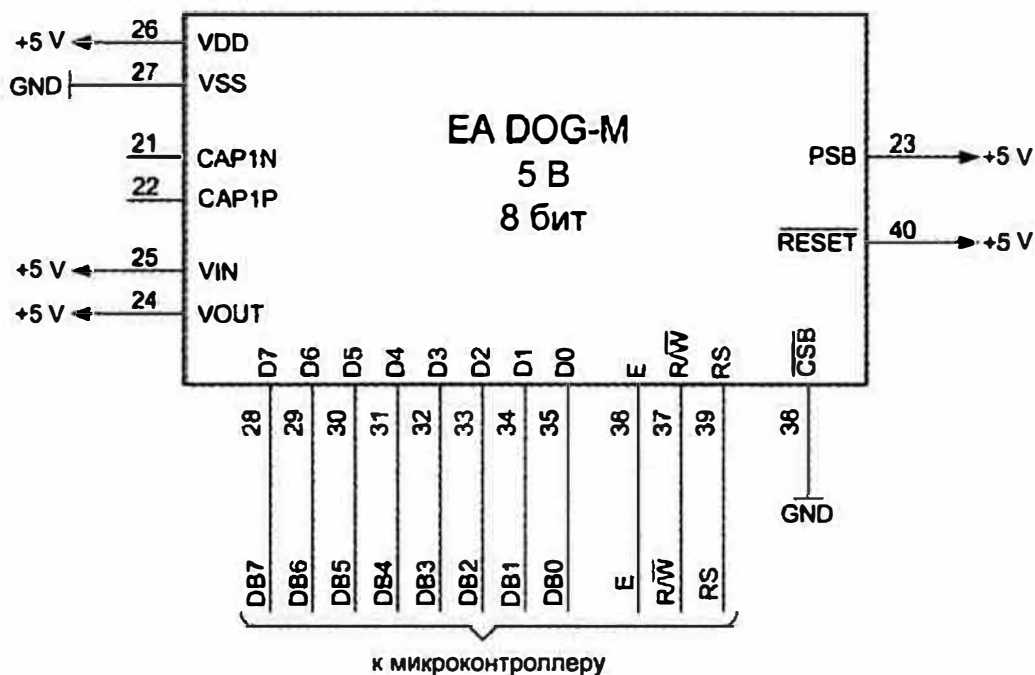 +5 V 26 VDD
GND 27 VSS
21 CAP1N
22 CAP1P
+5 V 25 VIN
+5 V 24 VOUT
EA DOG-M
5 В
8 бит
PSB 23 +5 V
RESET 40 +5 V
D7 D6 D5 D4 D3 D2 D1 D0 E R/W RS CSB
28 29 30 31 32 33 34 35 38 37 39 38
GND
DB7 DB6 DB5 DB4 DB3 DB2 DB1 DB0 E R/W RS
к микроконтроллеру